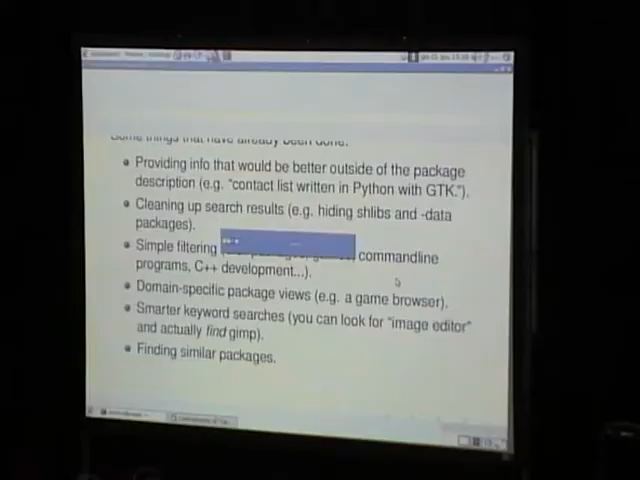 Some things that have already been done:
Providing info that would be better outside of the package
description (e.g. "contact list written in Python with GTK.").
Cleaning up search results (e.g. hiding shlibs and -data
packages).
Simple filtering commandline
programs, C++ development...).
Domain-specific package views (e.g. a game browser).
Smarter keyword searches (you can look for "image editor"
and actually find gimp).
Finding similar packages.